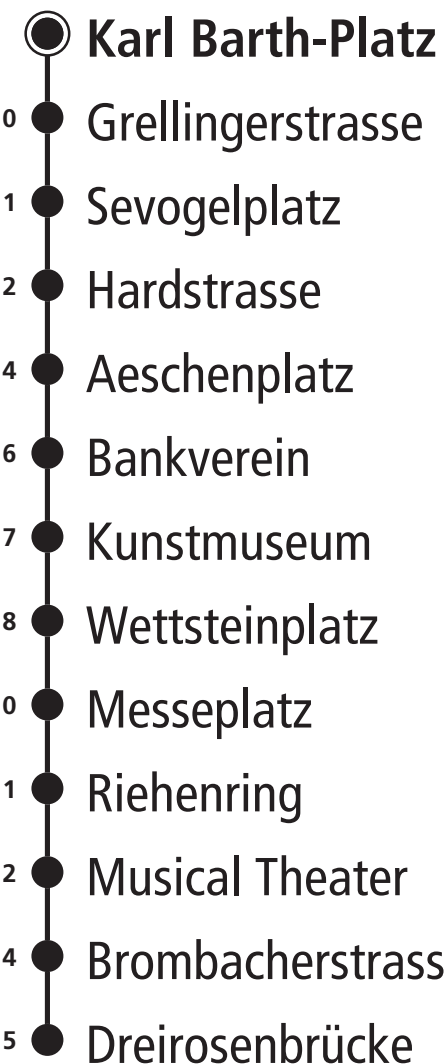 Karl Barth-Platz
0 Grellingerstrasse
1 Sevogelplatz
2 Hardstrasse
4 Aeschenplatz
6 Bankverein
7 Kunstmuseum
8 Wettsteinplatz
0 Messeplatz
1 Riehenring
2 Musical Theater
4 Brombacherstrass
5 Dreirosenbrücke